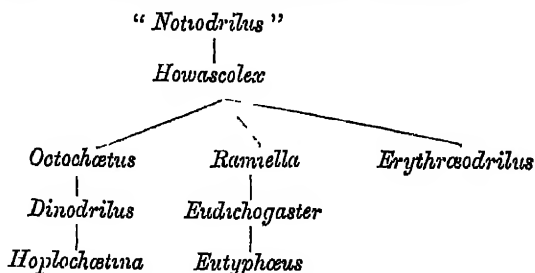 “ Notiodrilus ”
Howascolex
Octochætus Ramiella Erythræodrilus
Dinodrilus Eudichogaster
Hoplochætina Eutyphœus